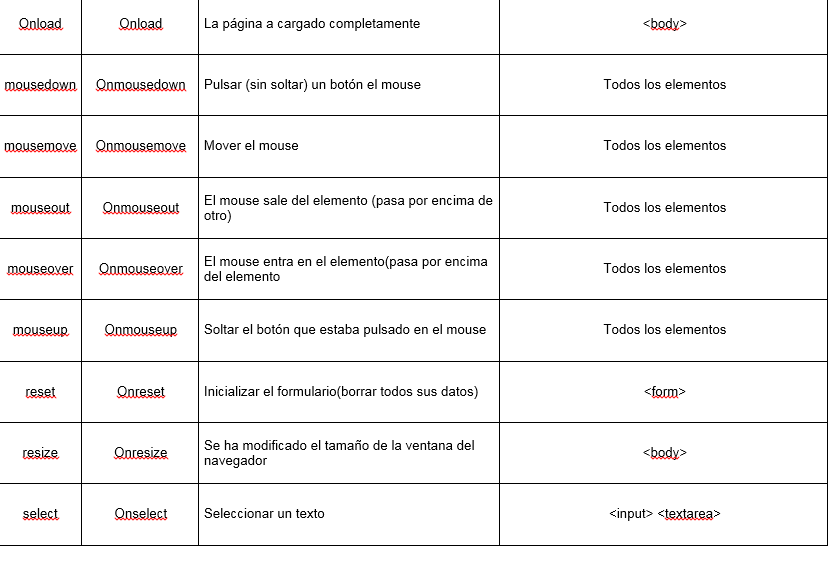 Onload Onload La página a cargado completamente <body>
mousedown Onmousedown Pulsar (sin soltar) un botón el mouse Todos los elementos
mousemove Onmousemove Mover el mouse Todos los elementos
mouseout Onmouseout El mouse sale del elemento (pasa por encima de
otro) Todos los elementos
mouseover Onmouseover El mouse entra en el elemento(pasa por encima
del elemento Todos los elementos
mouseup Onmouseup Soltar el botón que estaba pulsado en el mouse Todos los elementos
reset Onreset Inicializar el formulario(borrar todos sus datos) <form>
resize Onresize Se ha modificado el tamaño de la ventana del
navegador <body>
select Onselect Seleccionar un texto <input> <textarea>